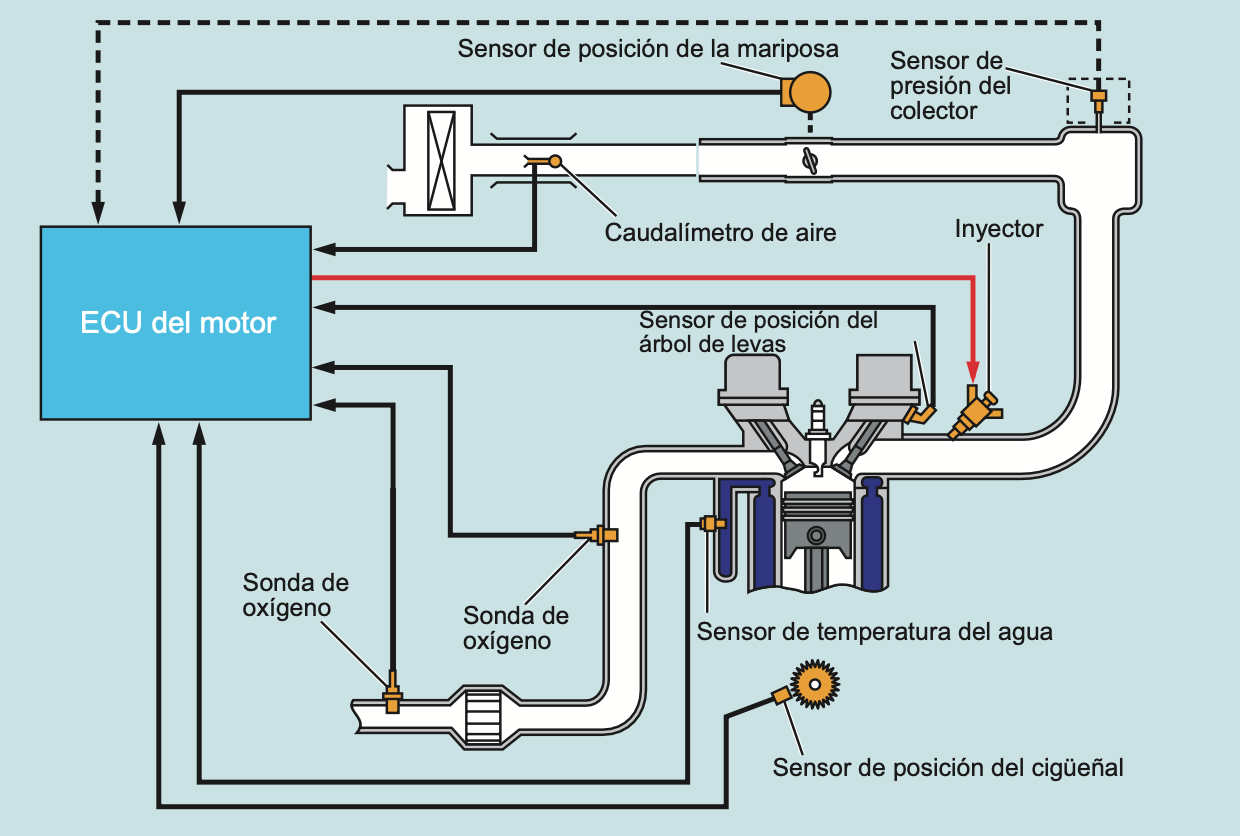 Sensor de posición de la mariposa
Sensor de
presión del
colector
Caudalímetro de aire
Inyector
ECU del motor
Sensor de posición del
árbol de levas
Sonda de
oxígeno
Sonda de
oxígeno
Sensor de temperatura del agua
Sensor de posición del cigüeñal